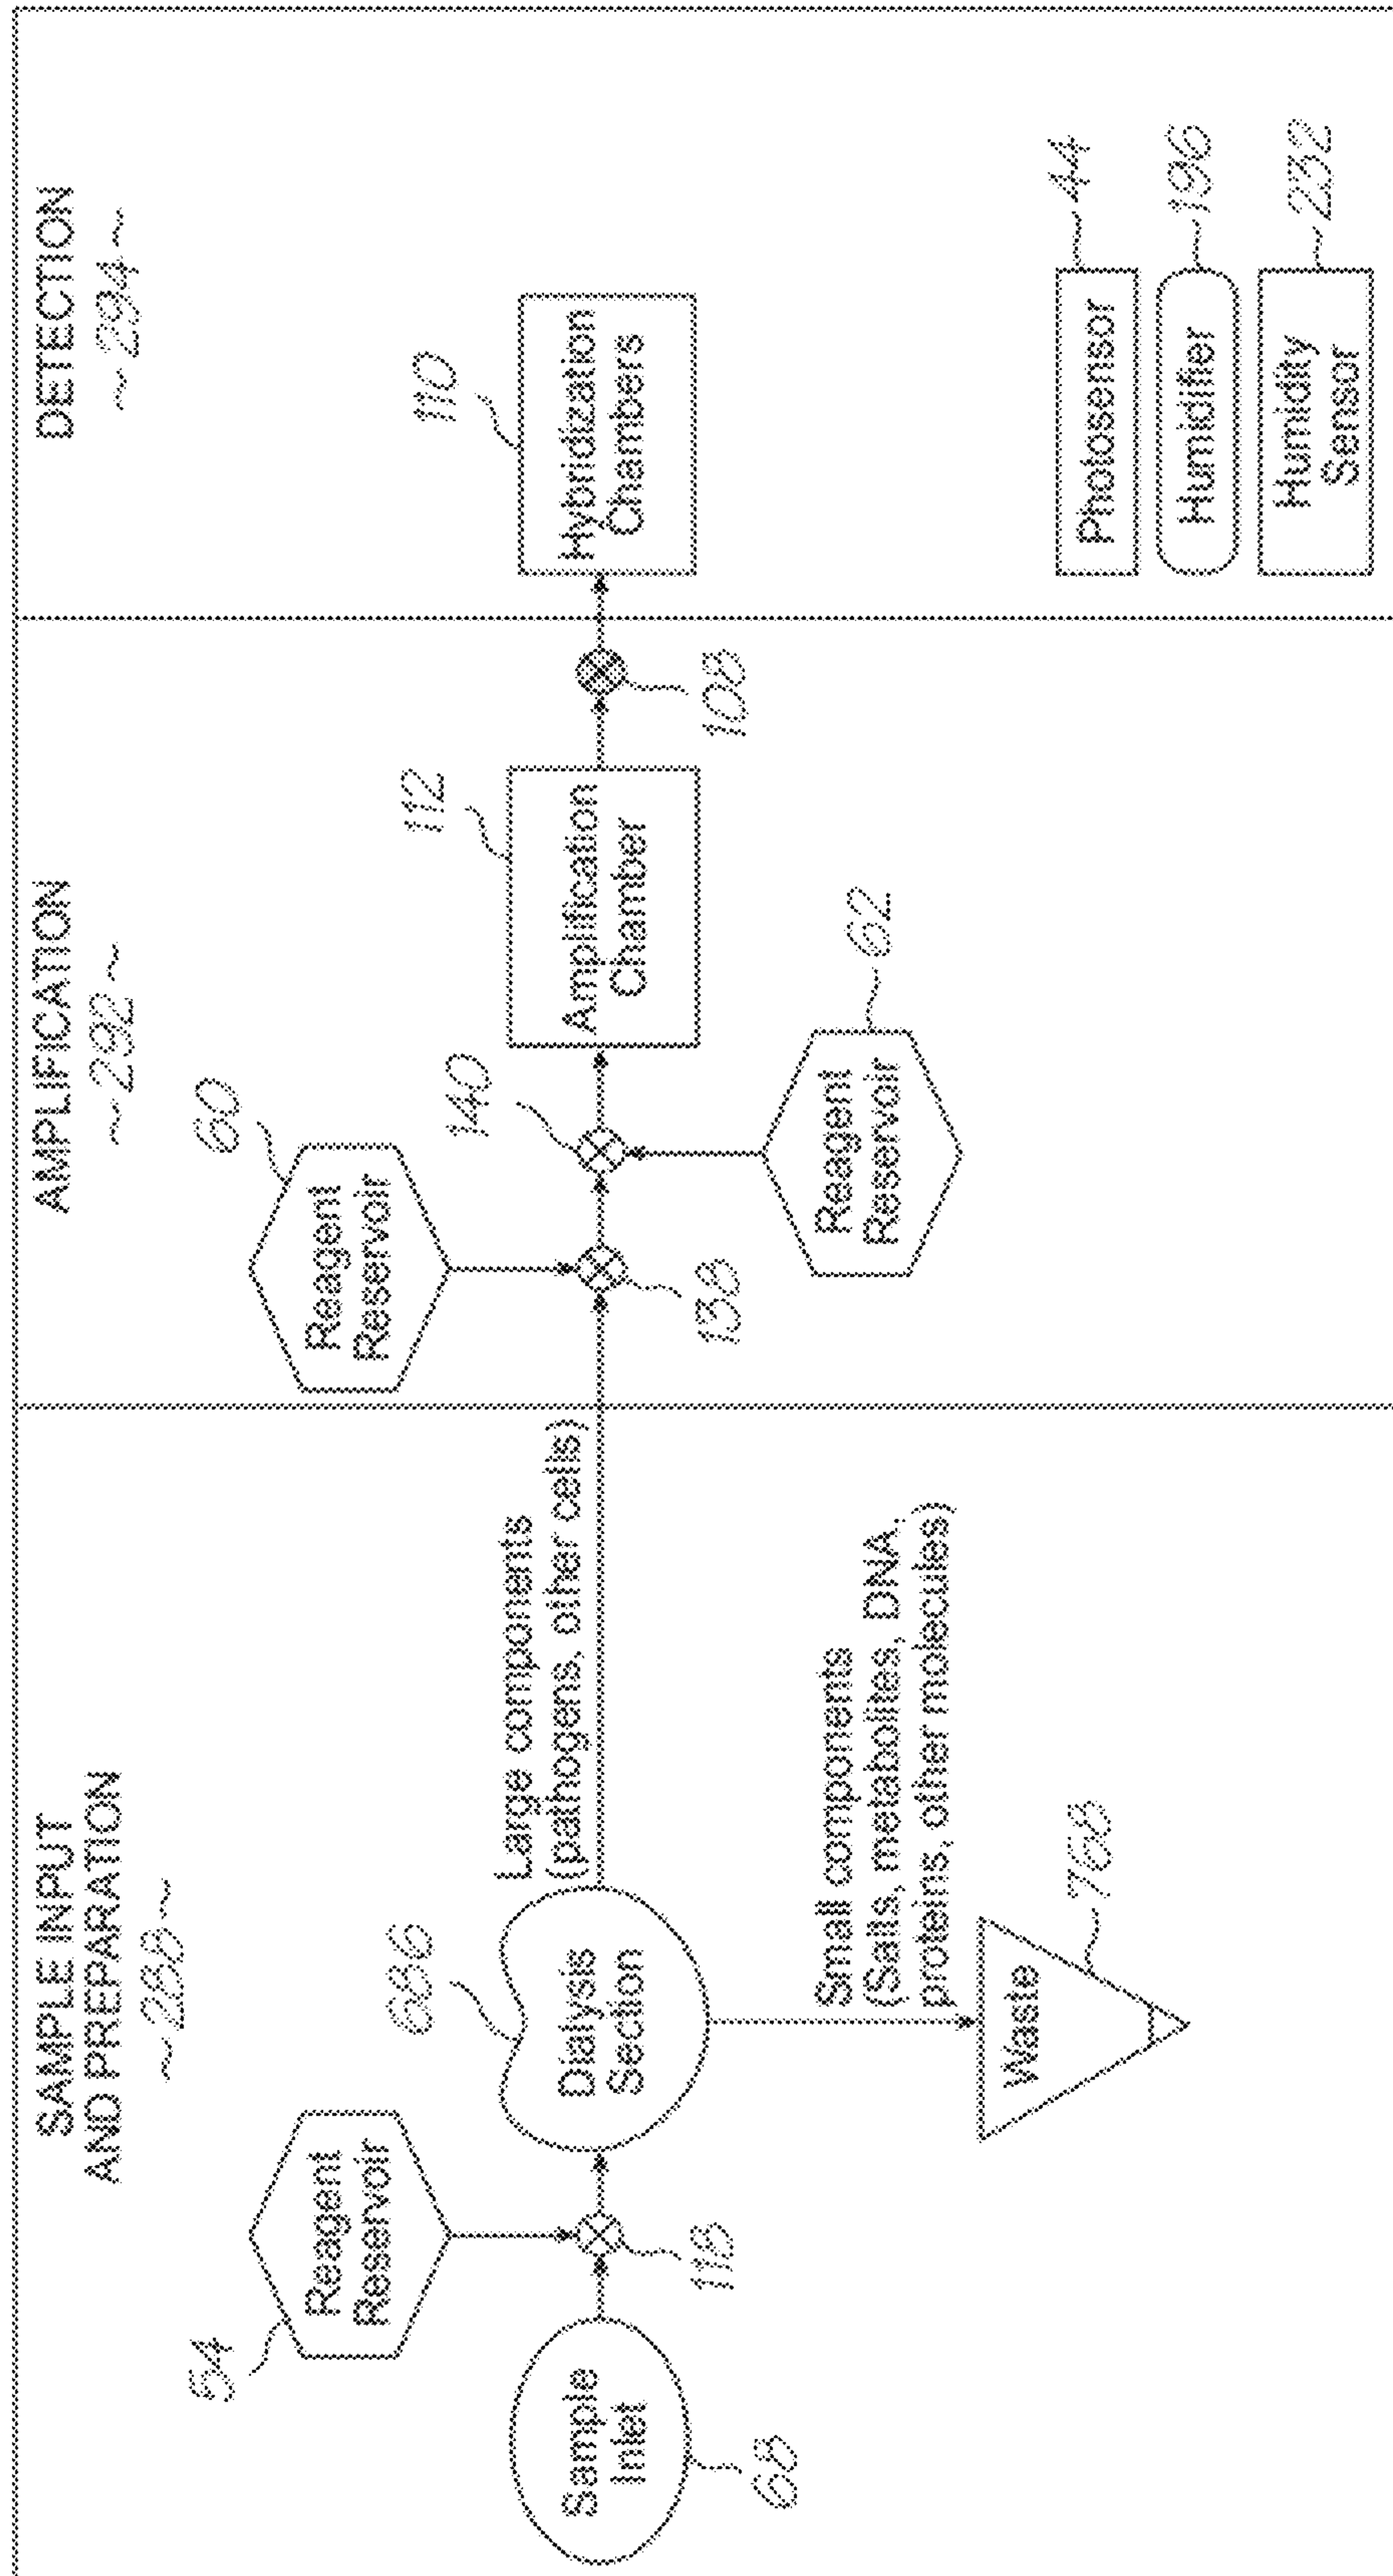 SAMPLE INPUT
AND PREPARATION
~ 288 ~
54
Reagent
Reservoir
Sample
Inlet
68
118
686
Dialysis
Section
Large components
(pathogens, other cells)
Small components
(Salts, metabolites, DNA,
proteins, other molecules)
Waste
768
AMPLIFICATION
~ 292 ~
60
Reagent
Reservoir
138
140
Reagent
Reservoir
62
112
Amplification
Chamber
108
DETECTION
~ 294 ~
110
Hybridization
Chambers
Photosensor
44
Humidifier
196
Humidity
Sensor
232